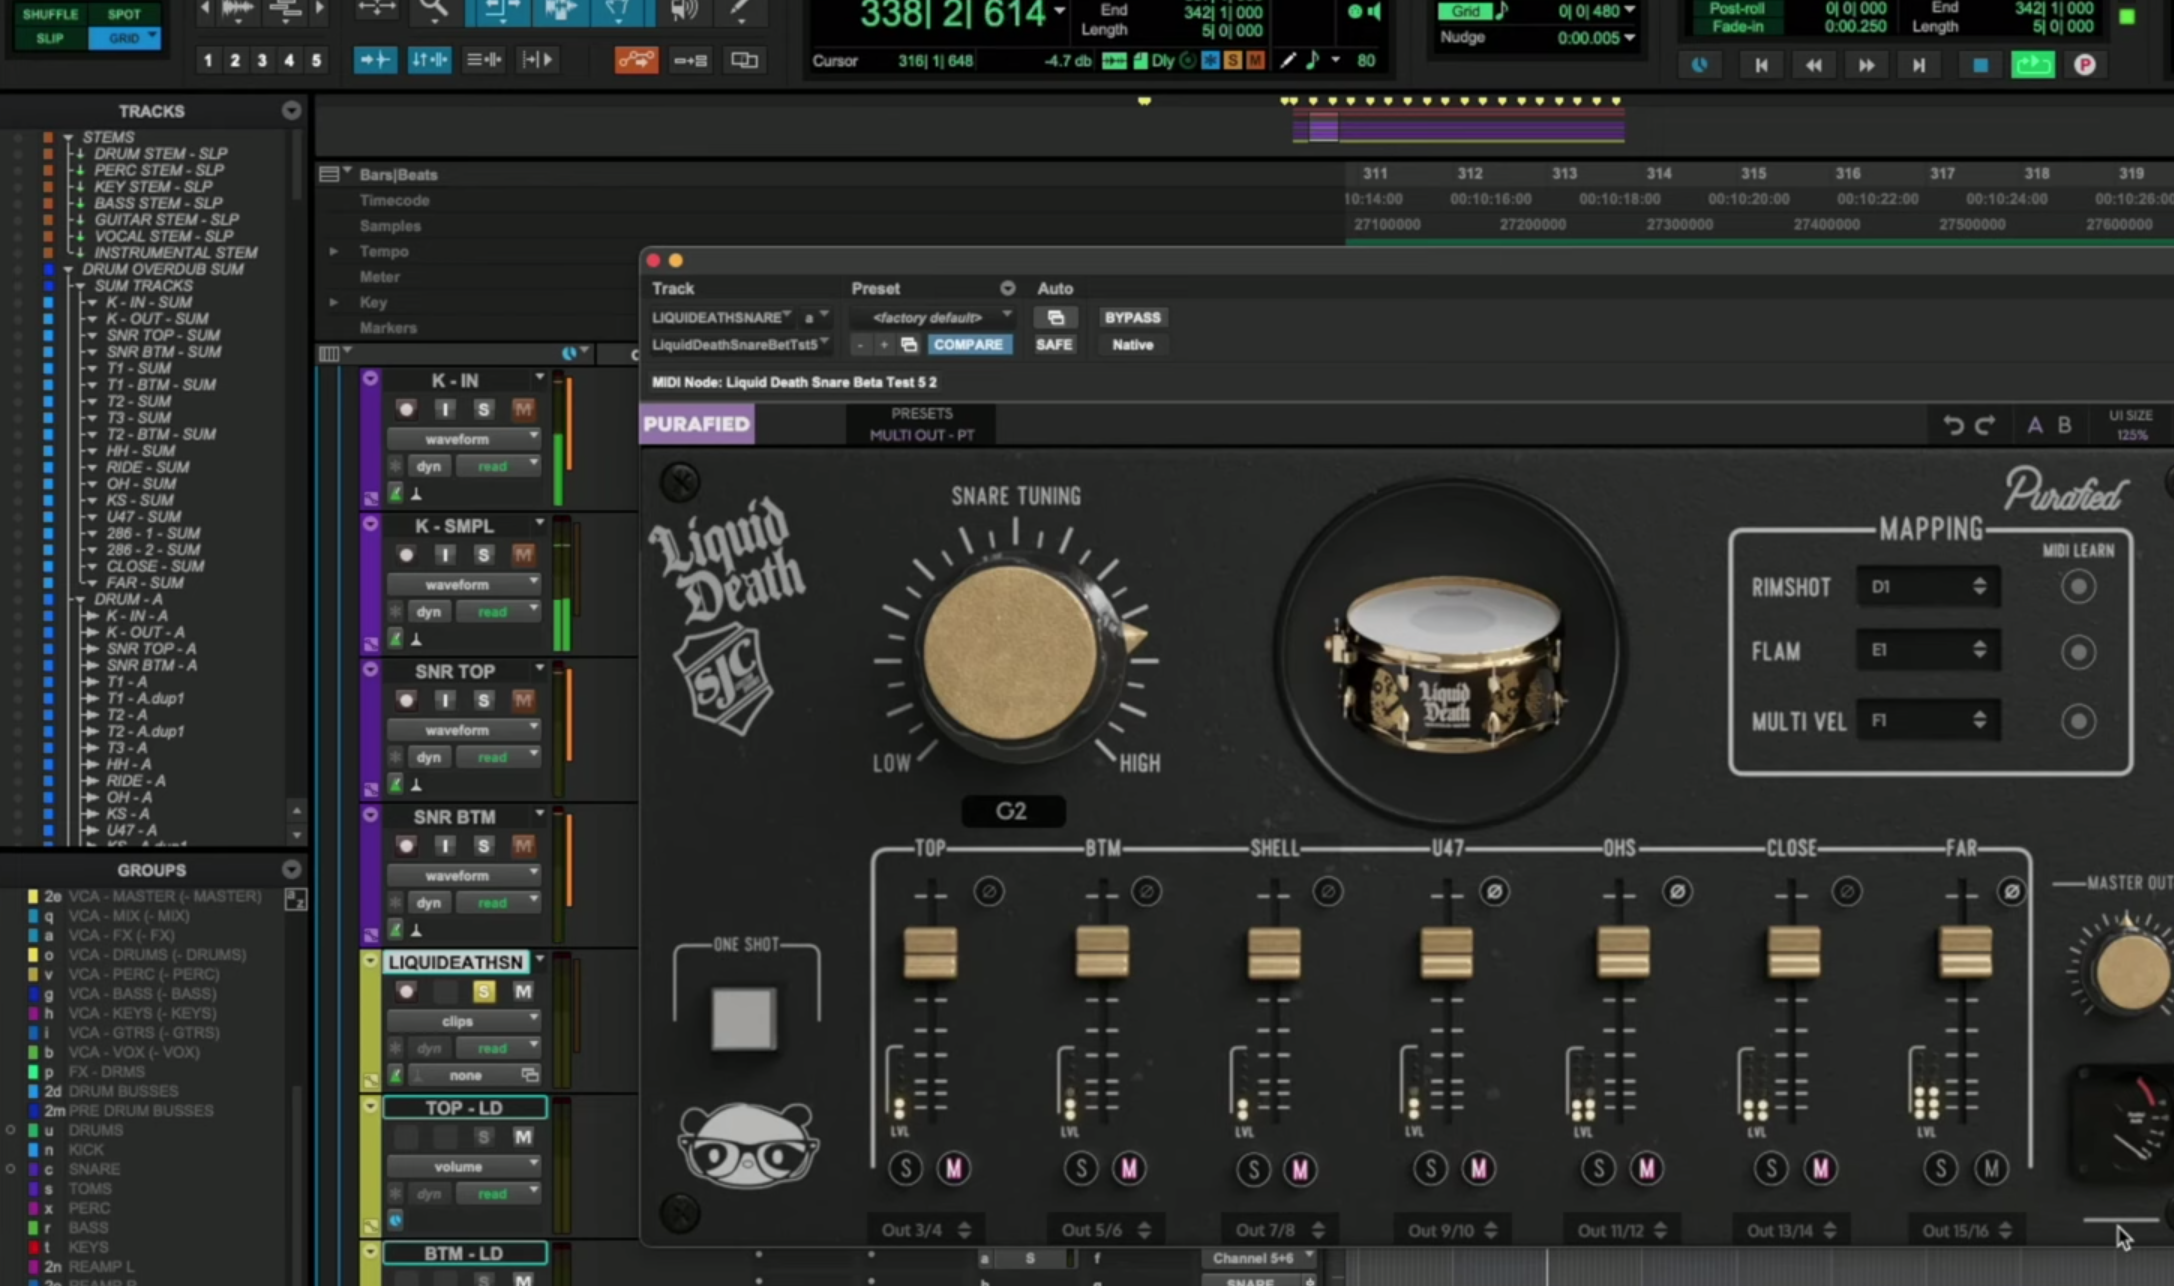 SHUFFLE SPOT
SLIP GRID
1 2 3 4 5
338| 2| 614
End 342| 1| 000
Length 5| 0| 000
Cursor 316| 1| 648 -4.7 db Dly S M 80
Grid 0| 0| 480
Nudge 0:00.005
Post-roll 0| 0| 000 End 342| 1| 000
Fade-in 0:00.250 Length 5| 0| 000
P
TRACKS
STEMS
DRUM STEM - SLP
PERC STEM - SLP
KEY STEM - SLP
BASS STEM - SLP
GUITAR STEM - SLP
VOCAL STEM - SLP
INSTRUMENTAL STEM
DRUM OVERDUB SUM
SUM TRACKS
K - IN - SUM
K - OUT - SUM
SNR TOP - SUM
SNR BTM - SUM
T1 - SUM
T1 - BTM - SUM
T2 - SUM
T3 - SUM
T2 - BTM - SUM
HH - SUM
RIDE - SUM
OH - SUM
KS - SUM
U47 - SUM
286 - 1 - SUM
286 - 2 - SUM
CLOSE - SUM
FAR - SUM
DRUM - A
K - IN - A
K - OUT - A
SNR TOP - A
SNR BTM - A
T1 - A
T1 - A.dup1
T2 - A
T2 - A.dup1
T3 - A
HH - A
RIDE - A
OH - A
KS - A
U47 - A
GROUPS
2e VCA - MASTER (- MASTER)
q VCA - MIX (- MIX)
a VCA - FX (- FX)
o VCA - DRUMS (- DRUMS)
v VCA - PERC (- PERC)
g VCA - BASS (- BASS)
h VCA - KEYS (- KEYS)
i VCA - GTRS (- GTRS)
b VCA - VOX (- VOX)
p FX - DRMS
2d DRUM BUSSES
2m PRE DRUM BUSSES
u DRUMS
n KICK
c SNARE
s TOMS
x PERC
r BASS
t KEYS
2n REAMP L
Bars|Beats 311 312 313 314 315 316 317 318 319
Timecode 10:14:00 00:10:16:00 00:10:18:00 00:10:20:00 00:10:22:00 00:10:24:00 00:10:26:00
Samples 27100000 27200000 27300000 27400000 27500000 27600000
Tempo
Meter
Key
Markers
K - IN
I S M
waveform
dyn read
K - SMPL
I S M
waveform
dyn read
SNR TOP
I S M
waveform
dyn read
SNR BTM
I S M
waveform
dyn read
LIQUIDEATHSN
S M
clips
dyn read
none
TOP - LD
S M
volume
dyn read
BTM - LD
S M
Track Preset Auto
LIQUIDEATHSNARE a <factory default> BYPASS
LiquidDeathSnareBetTst5 - + COMPARE SAFE Native
MIDI Node: Liquid Death Snare Beta Test 5 2
PURAFIED
PRESETS
MULTI OUT - PT
A B
UI SIZE
125%
Liquid
Death
SJC
SNARE TUNING
LOW HIGH
G2
Liquid
Death
Purafied
MAPPING
MIDI LEARN
RIMSHOT D1
FLAM E1
MULTI VEL F1
ONE SHOT
TOP BTM SHELL U47 OHS CLOSE FAR
MASTER OUT
LVL LVL LVL LVL LVL LVL LVL
S M S M S M S M S M S M S M
Out 3/4 Out 5/6 Out 7/8 Out 9/10 Out 11/12 Out 13/14 Out 15/16
a S f Channel 5+6
SNARE